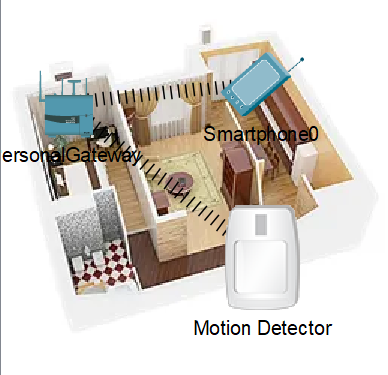 Smartphone0
ersonalGateway
Motion Detector